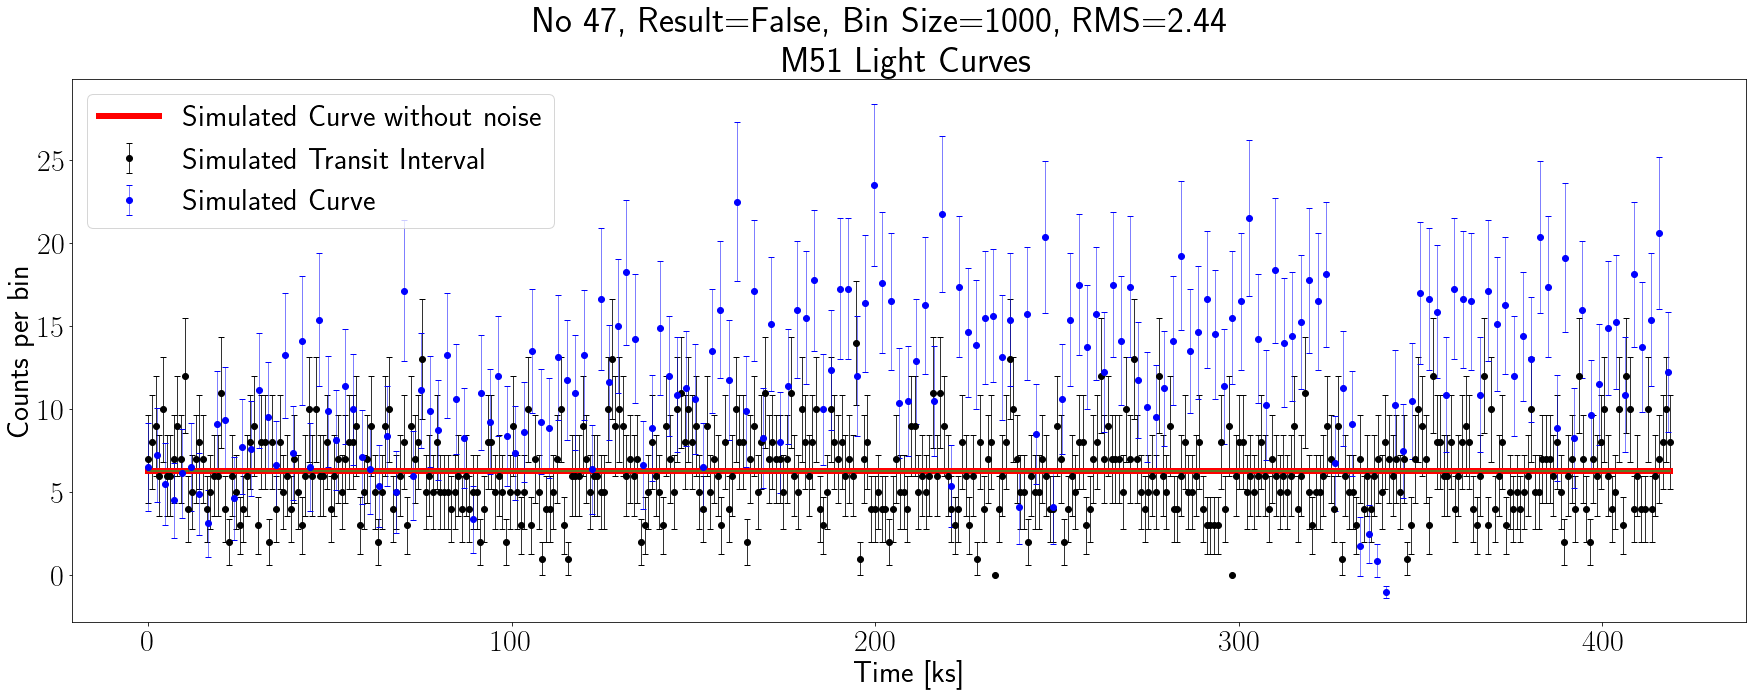 No 47, Result=False, Bin Size=1000, RMS=2.44
M51 Light Curves
Simulated Curve without noise
Simulated Transit Interval
Simulated Curve
Counts per bin
25
20
15
10
5
0
0 100 200 300 400
Time [ks]